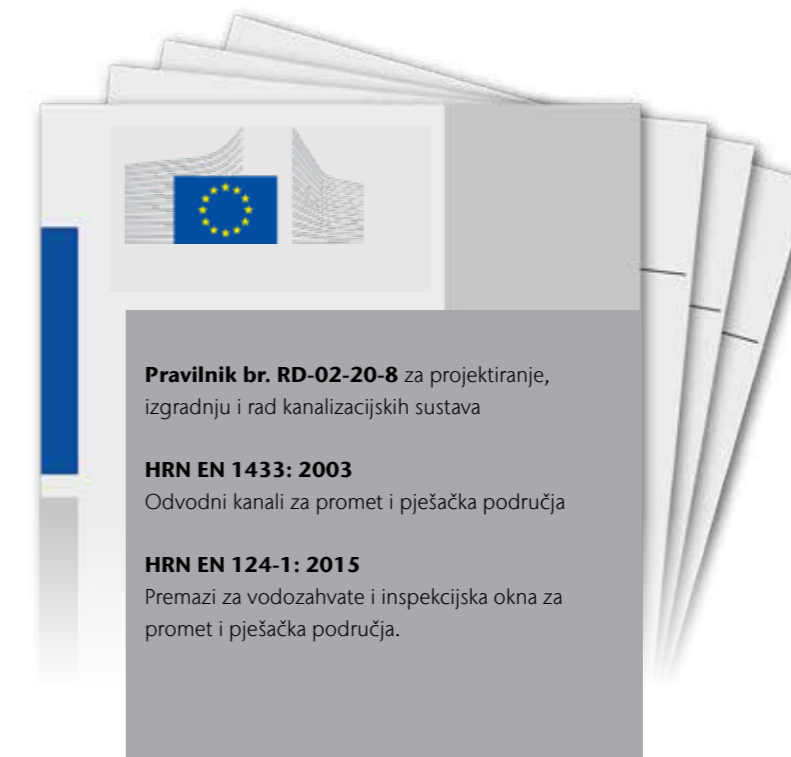 Pravilnik br. RD-02-20-8 za projektiranje,
izgradnju i rad kanalizacijskih sustava
HRN EN 1433: 2003
Odvodni kanali za promet i pješačka područja
HRN EN 124-1: 2015
Premazi za vodozahvate i inspekcijska okna za
promet i pješačka područja.